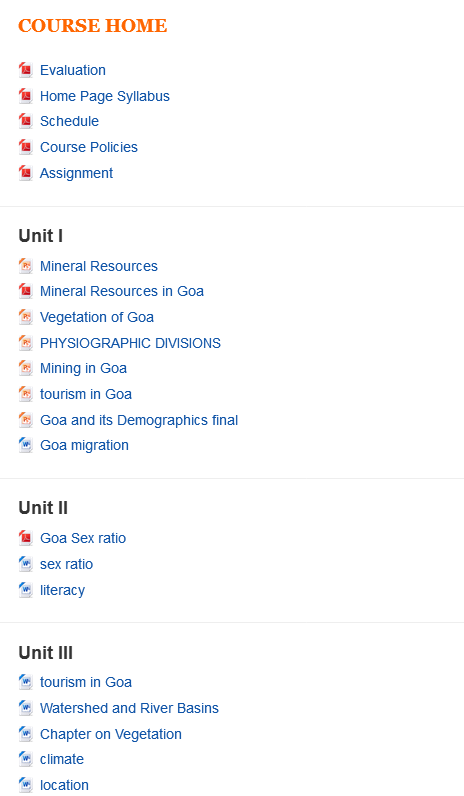 COURSE HOME
Evaluation
Home Page Syllabus
Schedule
Course Policies
Assignment
Unit I
Mineral Resources
Mineral Resources in Goa
Vegetation of Goa
PHYSIOGRAPHIC DIVISIONS
Mining in Goa
tourism in Goa
Goa and its Demographics final
Goa migration
Unit II
Goa Sex ratio
sex ratio
literacy
Unit III
tourism in Goa
Watershed and River Basins
Chapter on Vegetation
climate
location